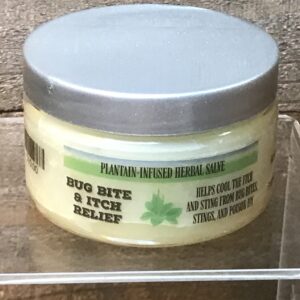 PLANTAIN-INFUSED HERBAL SALVE
BUG BITE
& ITCH
RELIEF
HELPS COOL THE ITCH
AND STING FROM BUG BITES,
STINGS, AND POISON IVY